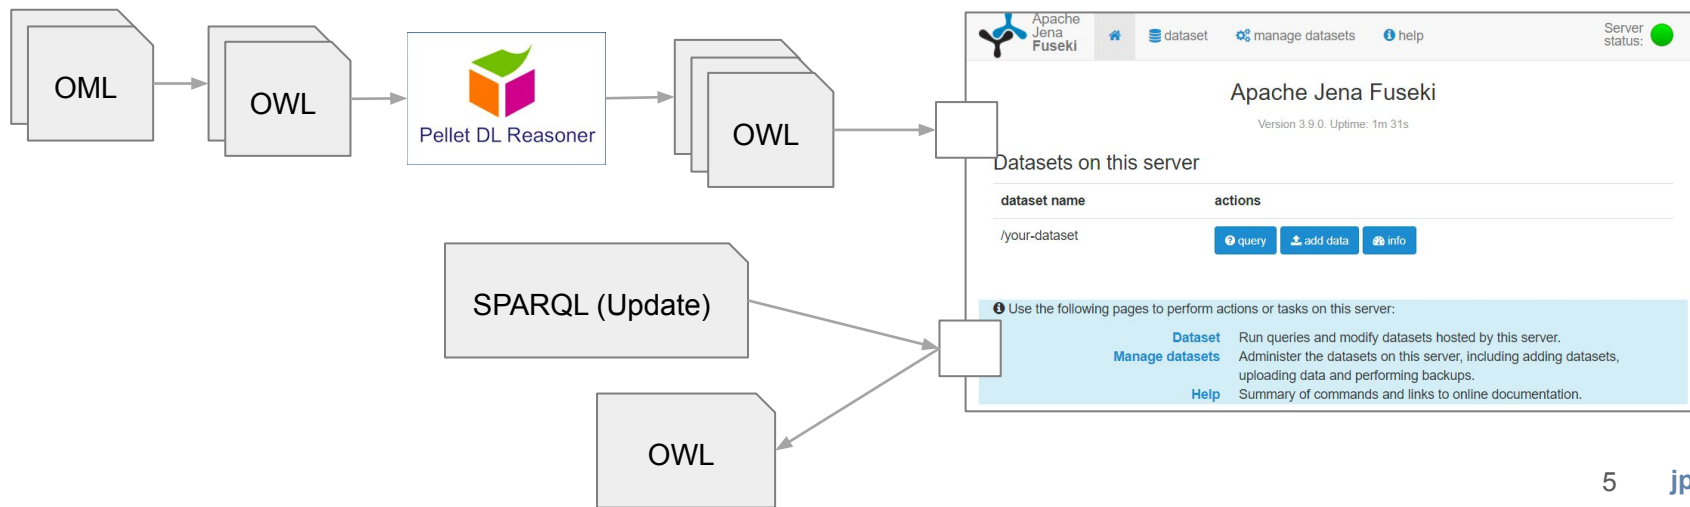 OML
OWL
Pellet DL Reasoner
OWL
Apache
Jena
Fuseki
dataset
manage datasets
help
Server
status:
Apache Jena Fuseki
Version 3.9.0. Uptime: 1m 31s
Datasets on this server
dataset name actions
/your-dataset query add data info
SPARQL (Update)
Use the following pages to perform actions or tasks on this server:
Dataset Run queries and modify datasets hosted by this server.
Manage datasets Administer the datasets on this server, including adding datasets,
uploading data and performing backups.
Help Summary of commands and links to online documentation.
OWL
5 jp